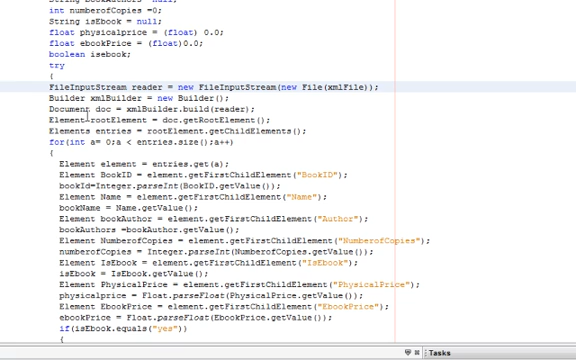 String bookAuthors = null;
int numberofCopies =0;
String isEbook = null;
float physicalprice = (float) 0.0;
float ebookPrice = (float)0.0;
boolean isebook;
try
{
FileInputStream reader = new FileInputStream(new File(xmlFile));
Builder xmlBuilder = new Builder();
Document doc = xmlBuilder.build(reader);
Element rootElement = doc.getRootElement();
Elements entries = rootElement.getChildElements();
for(int a= 0;a < entries.size();a++)
{
Element element = entries.get(a);
Element BookID = element.getFirstChildElement("BookID");
bookId=Integer.parseInt(BookID.getValue());
Element Name = element.getFirstChildElement("Name");
bookName = Name.getValue();
Element bookAuthor = element.getFirstChildElement("Author");
bookAuthors =bookAuthor.getValue();
Element NumberofCopies = element.getFirstChildElement("NumberofCopies");
numberofCopies = Integer.parseInt(NumberofCopies.getValue());
Element IsEbook = element.getFirstChildElement("IsEbook");
isEbook = IsEbook.getValue();
Element PhysicalPrice = element.getFirstChildElement("PhysicalPrice");
physicalprice = Float.parseFloat(PhysicalPrice.getValue());
Element EbookPrice = element.getFirstChildElement("EbookPrice");
ebookPrice = Float.parseFloat(EbookPrice.getValue());
if(isEbook.equals("yes"))
{
Tasks